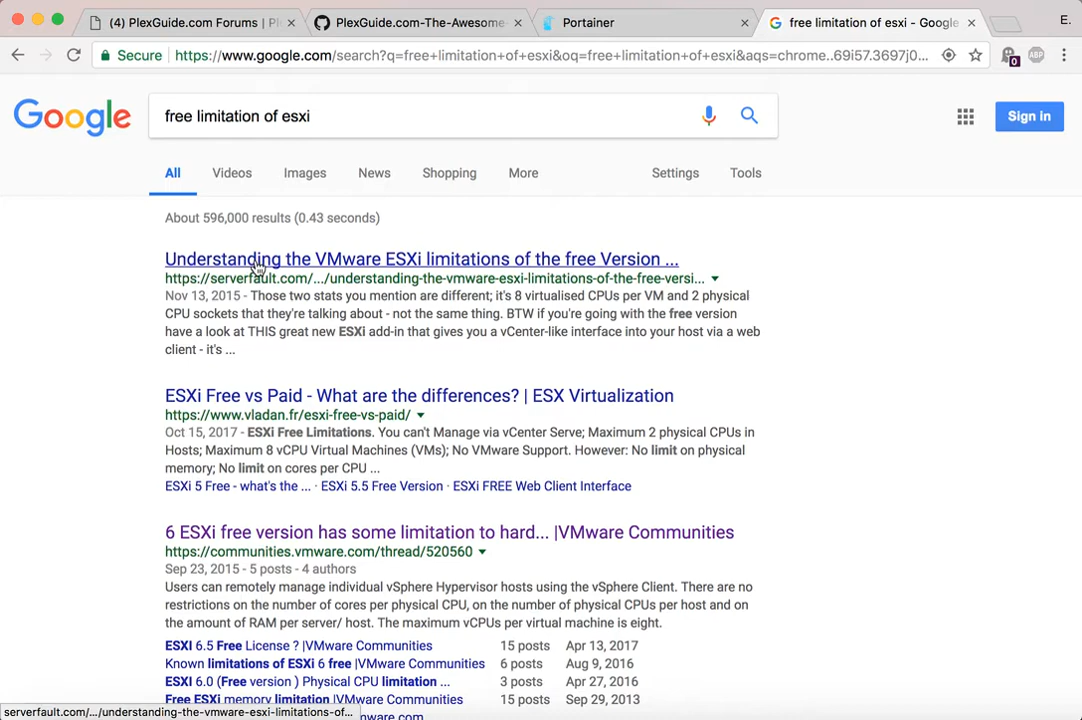 (4) PlexGuide.com Forums | Pl
PlexGuide.com-The-Awesome-
Portainer
free limitation of esxi - Google
E.
Secure
https://www.google.com/search?q=free+limitation+of+esxi&oq=free+limitation+of+esxi&aqs=chrome..69i57.3697j0...
0
ABP
Google
free limitation of esxi
Sign in
All
Videos
Images
News
Shopping
More
Settings
Tools
About 596,000 results (0.43 seconds)
Understanding the VMware ESXi limitations of the free Version ...
https://serverfault.com/.../understanding-the-vmware-esxi-limitations-of-the-free-versi...
Nov 13, 2015 - Those two stats you mention are different; it's 8 virtualised CPUs per VM and 2 physical
CPU sockets that they're talking about - not the same thing. BTW if you're going with the free version
have a look at THIS great new ESXi add-in that gives you a vCenter-like interface into your host via a web
client - it's ...
ESXi Free vs Paid - What are the differences? | ESX Virtualization
https://www.vladan.fr/esxi-free-vs-paid/
Oct 15, 2017 - ESXi Free Limitations. You can't Manage via vCenter Serve; Maximum 2 physical CPUs in
Hosts; Maximum 8 vCPU Virtual Machines (VMs); No VMware Support. However: No limit on physical
memory; No limit on cores per CPU ...
ESXi 5 Free - what's the ... · ESXi 5.5 Free Version · ESXi FREE Web Client Interface
6 ESXi free version has some limitation to hard... |VMware Communities
https://communities.vmware.com/thread/520560
Sep 23, 2015 - 5 posts - 4 authors
Users can remotely manage individual vSphere Hypervisor hosts using the vSphere Client. There are no
restrictions on the number of cores per physical CPU, on the number of physical CPUs per host and on
the amount of RAM per server/ host. The maximum vCPUs per virtual machine is eight.
ESXI 6.5 Free License ? |VMware Communities 15 posts Apr 13, 2017
Known limitations of ESXi 6 free |VMware Communities 6 posts Aug 9, 2016
ESXI 6.0 (Free version ) Physical CPU limitation ... 3 posts Apr 27, 2016
Free ESXi memory limitation |VMware Communities 15 posts Sep 29, 2013
serverfault.com/.../understanding-the-vmware-esxi-limitations-of...